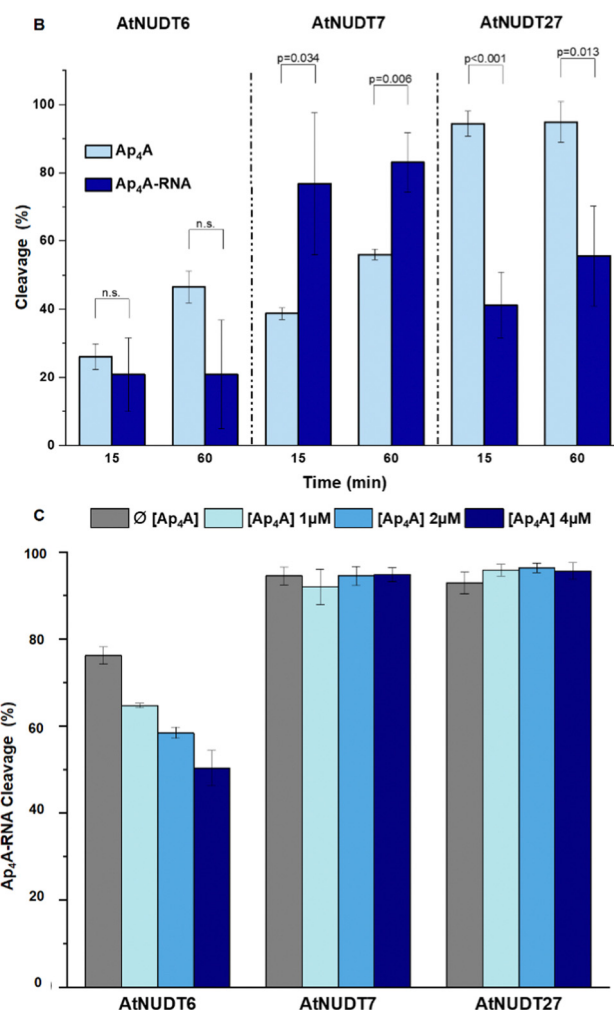 B
AtNUDT6 AtNUDT7 AtNUDT27
p=0.034 p=0.006 p<0.001 p=0.013
100
80
60
40
20
0
Cleavage (%)
Ap₄A
Ap₄A-RNA
n.s. n.s.
15 60 15 60 15 60
Time (min)
C
Ø [Ap₄A] [Ap₄A] 1µM [Ap₄A] 2µM [Ap₄A] 4µM
100
80
60
40
20
0
Ap₄A-RNA Cleavage (%)
AtNUDT6 AtNUDT7 AtNUDT27